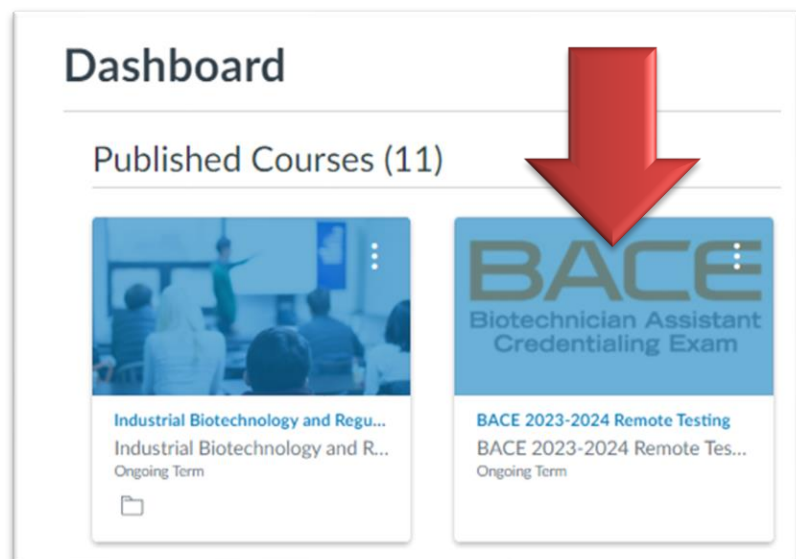 Dashboard
Published Courses (11)
BACE
Biotechnician Assistant
Credentialing Exam
Industrial Biotechnology and Regu...
Industrial Biotechnology and R...
Ongoing Term
BACE 2023-2024 Remote Testing
BACE 2023-2024 Remote Tes...
Ongoing Term